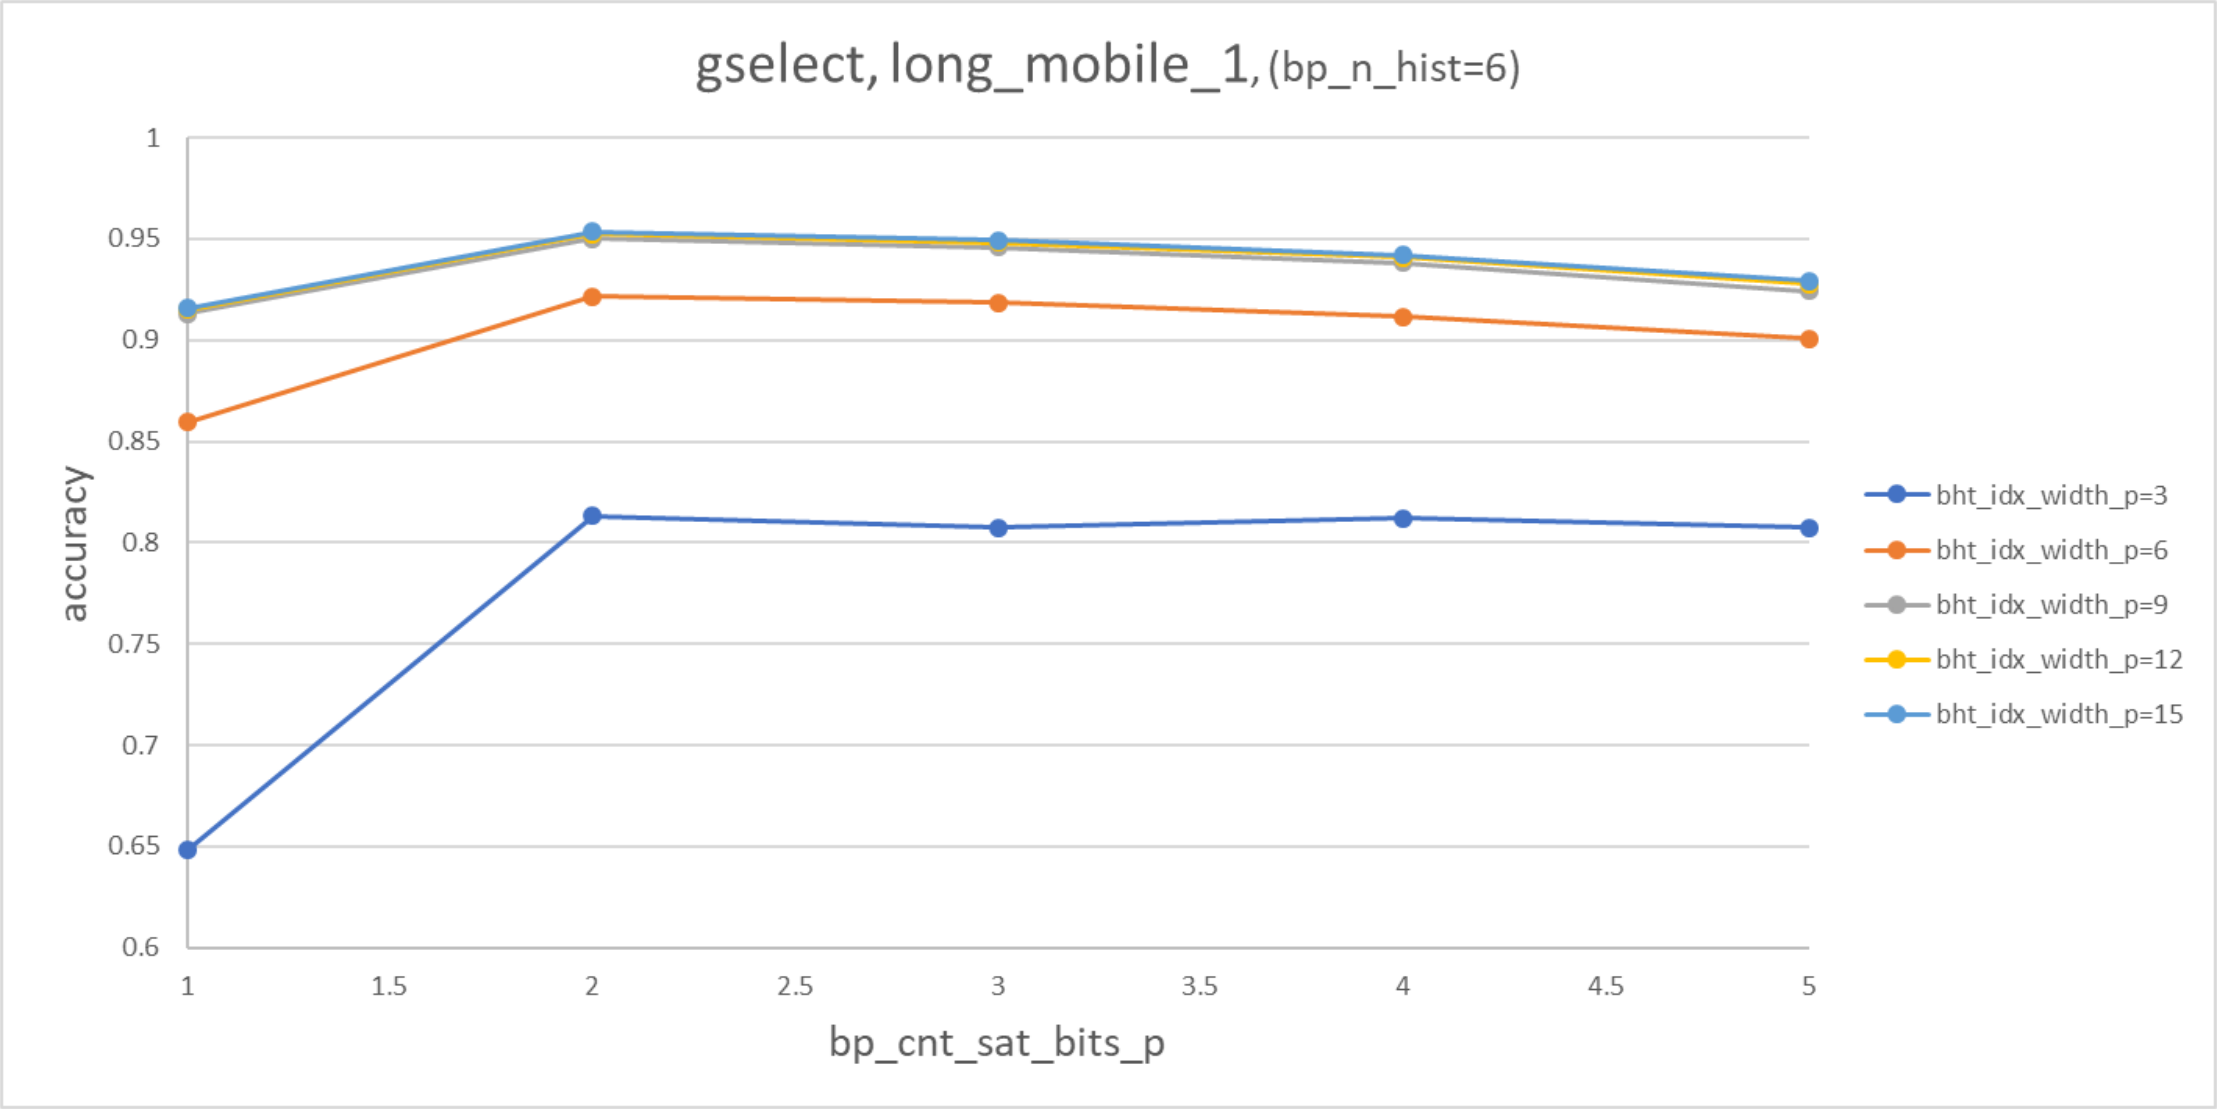 gselect, long_mobile_1, (bp_n_hist=6)
1
0.95
0.9
0.85
0.8
0.75
0.7
0.65
0.6
accuracy
1 1.5 2 2.5 3 3.5 4 4.5 5
bp_cnt_sat_bits_p
bht_idx_width_p=3
bht_idx_width_p=6
bht_idx_width_p=9
bht_idx_width_p=12
bht_idx_width_p=15